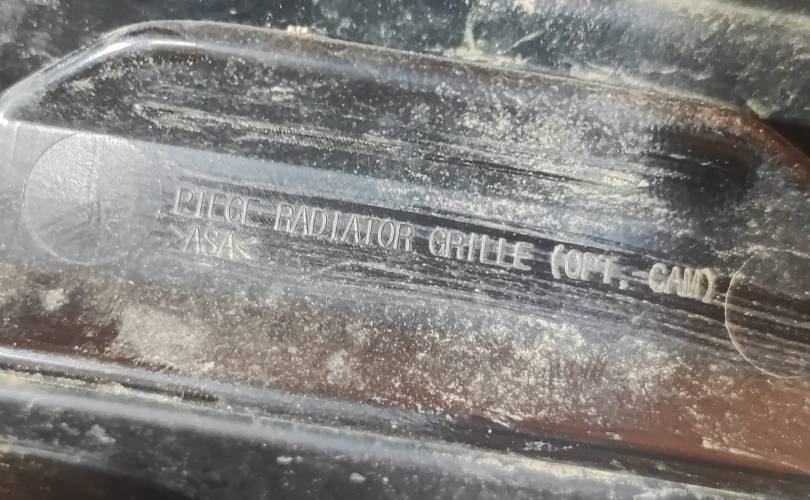 PIECE RADIATOR GRILLE (OPT. CAM)
>ASA<